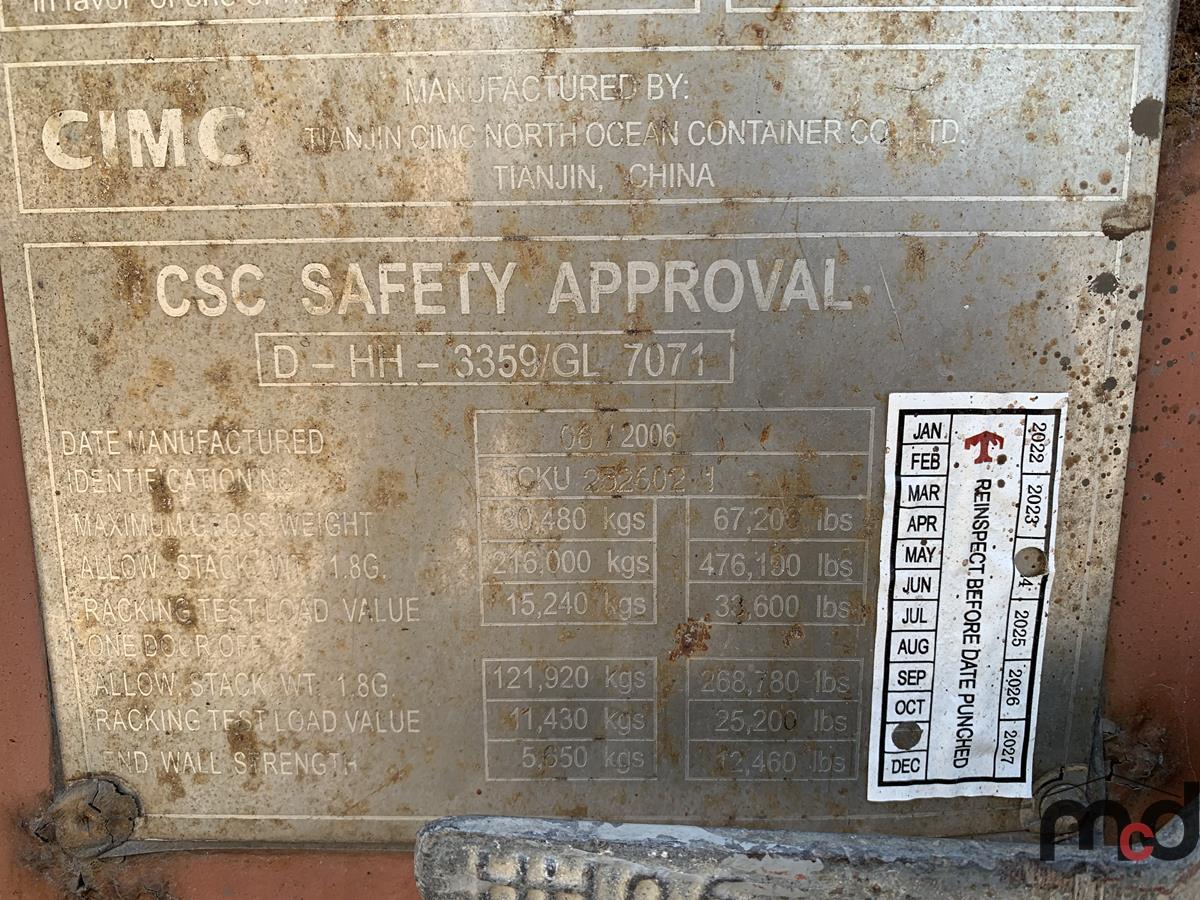 CIMC
MANUFACTURED BY:
TIANJIN CIMC NORTH OCEAN CONTAINER CO., LTD.
TIANJIN, CHINA
CSC SAFETY APPROVAL
D – HH – 3359/GL 7071
DATE MANUFACTURED 06 / 2006
IDENTIFICATION TCKU 252602 1
MAXIMUM GROSS WEIGHT 30,480 kgs 67,200 lbs
ALLOW. STACK WT. 1.8G. 216,000 kgs 476,190 lbs
RACKING TEST LOAD VALUE 15,240 kgs 33,600 lbs
ONE DOOR OFF
ALLOW. STACK WT. 1.8G. 121,920 kgs 268,780 lbs
RACKING TEST LOAD VALUE 11,430 kgs 25,200 lbs
END WALL STRENGTH 5,650 kgs 12,460 lbs
JAN
FEB
MAR
APR
MAY
JUN
JUL
AUG
SEP
OCT
DEC
REINSPECT BEFORE DATE PUNCHED
2022 2023 4 2025 2026 2027
mcd